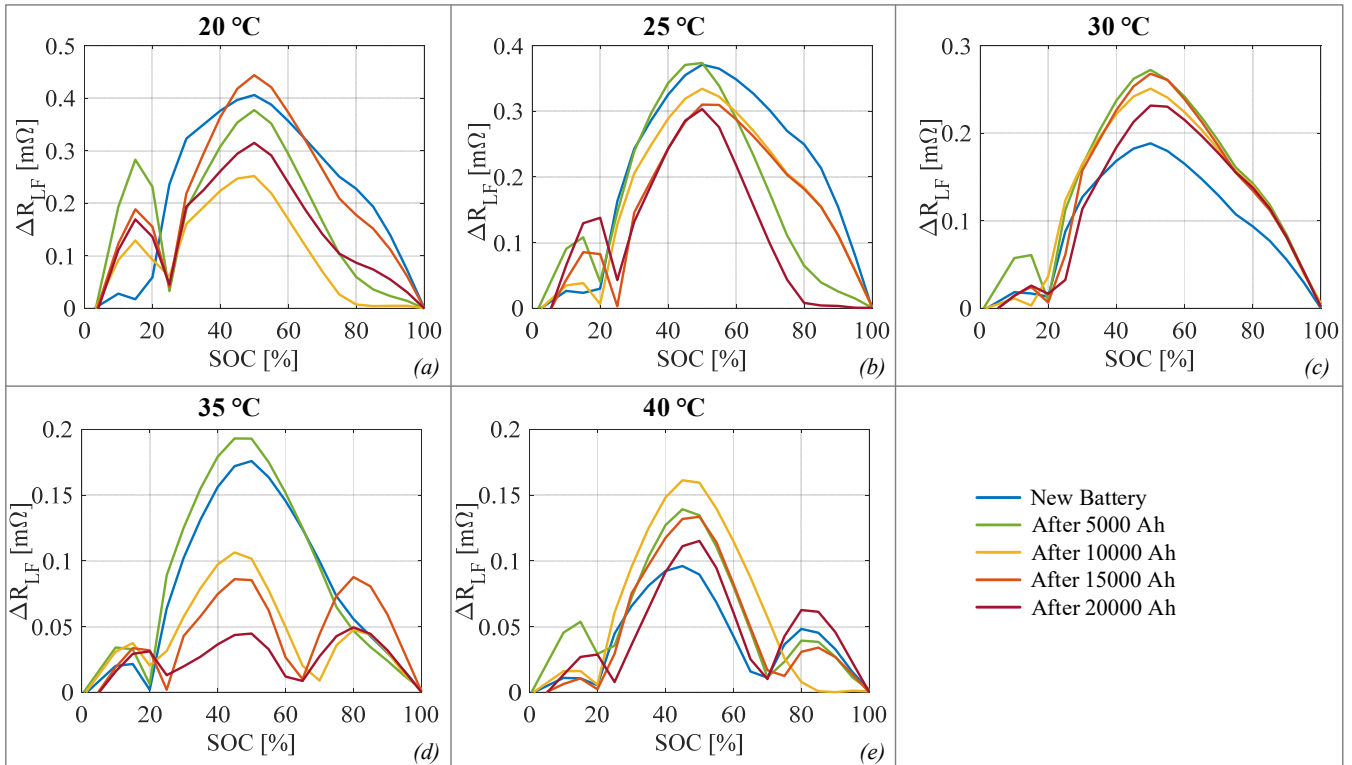 20 °C
0.5
0.4
0.3
0.2
0.1
0
ΔR_LF [mΩ]
0 20 40 60 80 100
SOC [%]
(a)
25 °C
0.4
0.3
0.2
0.1
0
ΔR_LF [mΩ]
0 20 40 60 80 100
SOC [%]
(b)
30 °C
0.3
0.2
0.1
0
ΔR_LF [mΩ]
0 20 40 60 80 100
SOC [%]
(c)
35 °C
0.2
0.15
0.1
0.05
0
ΔR_LF [mΩ]
0 20 40 60 80 100
SOC [%]
(d)
40 °C
0.2
0.15
0.1
0.05
0
ΔR_LF [mΩ]
0 20 40 60 80 100
SOC [%]
(e)
New Battery
After 5000 Ah
After 10000 Ah
After 15000 Ah
After 20000 Ah